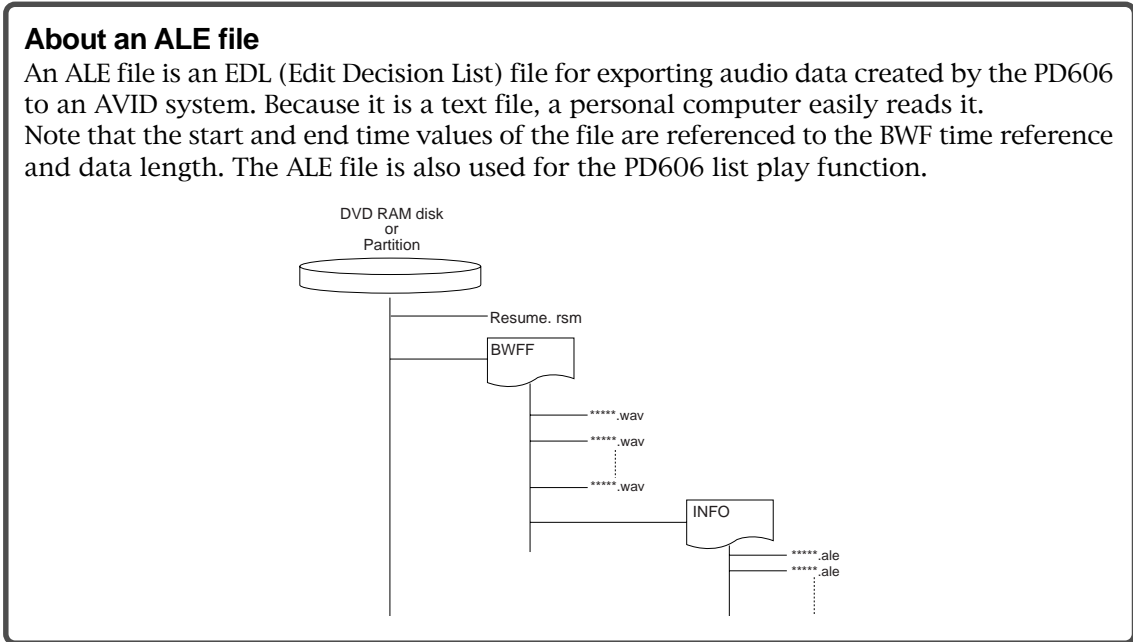 About an ALE file
An ALE file is an EDL (Edit Decision List) file for exporting audio data created by the PD606
to an AVID system. Because it is a text file, a personal computer easily reads it.
Note that the start and end time values of the file are referenced to the BWF time reference
and data length. The ALE file is also used for the PD606 list play function.
DVD RAM disk
or
Partition
Resume. rsm
BWFF
*****.wav
*****.wav
*****.wav
INFO
*****.ale
*****.ale